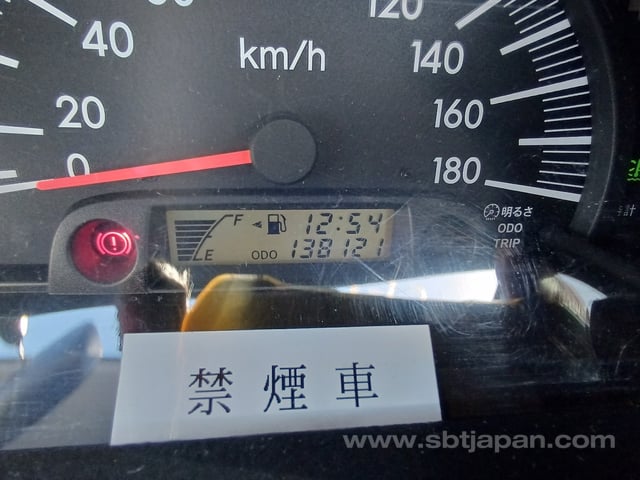 120
40
km/h
140
20
160
0
180
F 12:54
E ODO 138121
明るさ
ODO
TRIP
計
禁煙車
www.sbtjapan.com